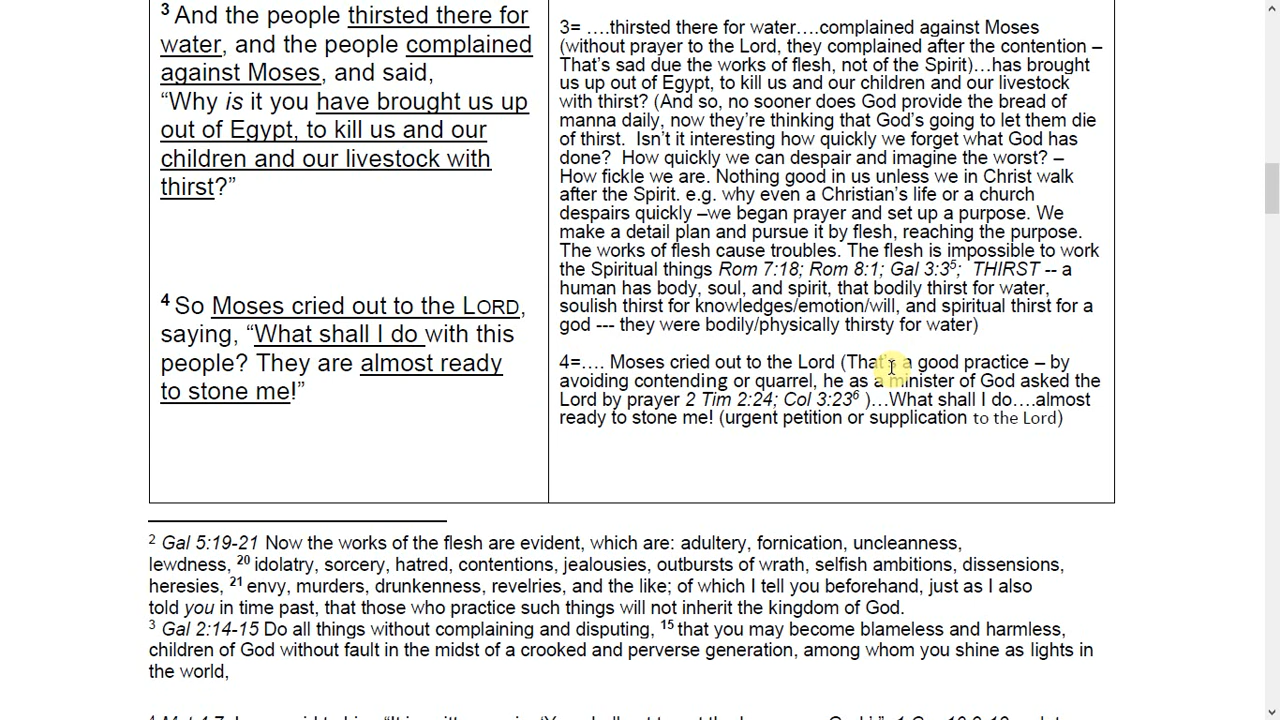 3 And the people thirsted there for
water, and the people complained
against Moses, and said,
“Why is it you have brought us up
out of Egypt, to kill us and our
children and our livestock with
thirst?”
4 So Moses cried out to the LORD,
saying, “What shall I do with this
people? They are almost ready
to stone me!”
3= ….thirsted there for water….complained against Moses
(without prayer to the Lord, they complained after the contention –
That’s sad due the works of flesh, not of the Spirit)…has brought
us up out of Egypt, to kill us and our children and our livestock
with thirst? (And so, no sooner does God provide the bread of
manna daily, now they’re thinking that God’s going to let them die
of thirst.  Isn’t it interesting how quickly we forget what God has
done?  How quickly we can despair and imagine the worst? –
How fickle we are. Nothing good in us unless we in Christ walk
after the Spirit. e.g. why even a Christian’s life or a church
despairs quickly –we began prayer and set up a purpose. We
make a detail plan and pursue it by flesh, reaching the purpose.
The works of flesh cause troubles. The flesh is impossible to work
the Spiritual things Rom 7:18; Rom 8:1; Gal 3:3⁵;  THIRST -- a
human has body, soul, and spirit, that bodily thirst for water,
soulish thirst for knowledges/emotion/will, and spiritual thirst for a
god --- they were bodily/physically thirsty for water)
4=…. Moses cried out to the Lord (That’s a good practice – by
avoiding contending or quarrel, he as a minister of God asked the
Lord by prayer 2 Tim 2:24; Col 3:23⁶ )…What shall I do….almost
ready to stone me! (urgent petition or supplication to the Lord)
2 Gal 5:19-21 Now the works of the flesh are evident, which are: adultery, fornication, uncleanness,
lewdness, 20 idolatry, sorcery, hatred, contentions, jealousies, outbursts of wrath, selfish ambitions, dissensions,
heresies, 21 envy, murders, drunkenness, revelries, and the like; of which I tell you beforehand, just as I also
told you in time past, that those who practice such things will not inherit the kingdom of God.
3 Gal 2:14-15 Do all things without complaining and disputing, 15 that you may become blameless and harmless,
children of God without fault in the midst of a crooked and perverse generation, among whom you shine as lights in
the world,